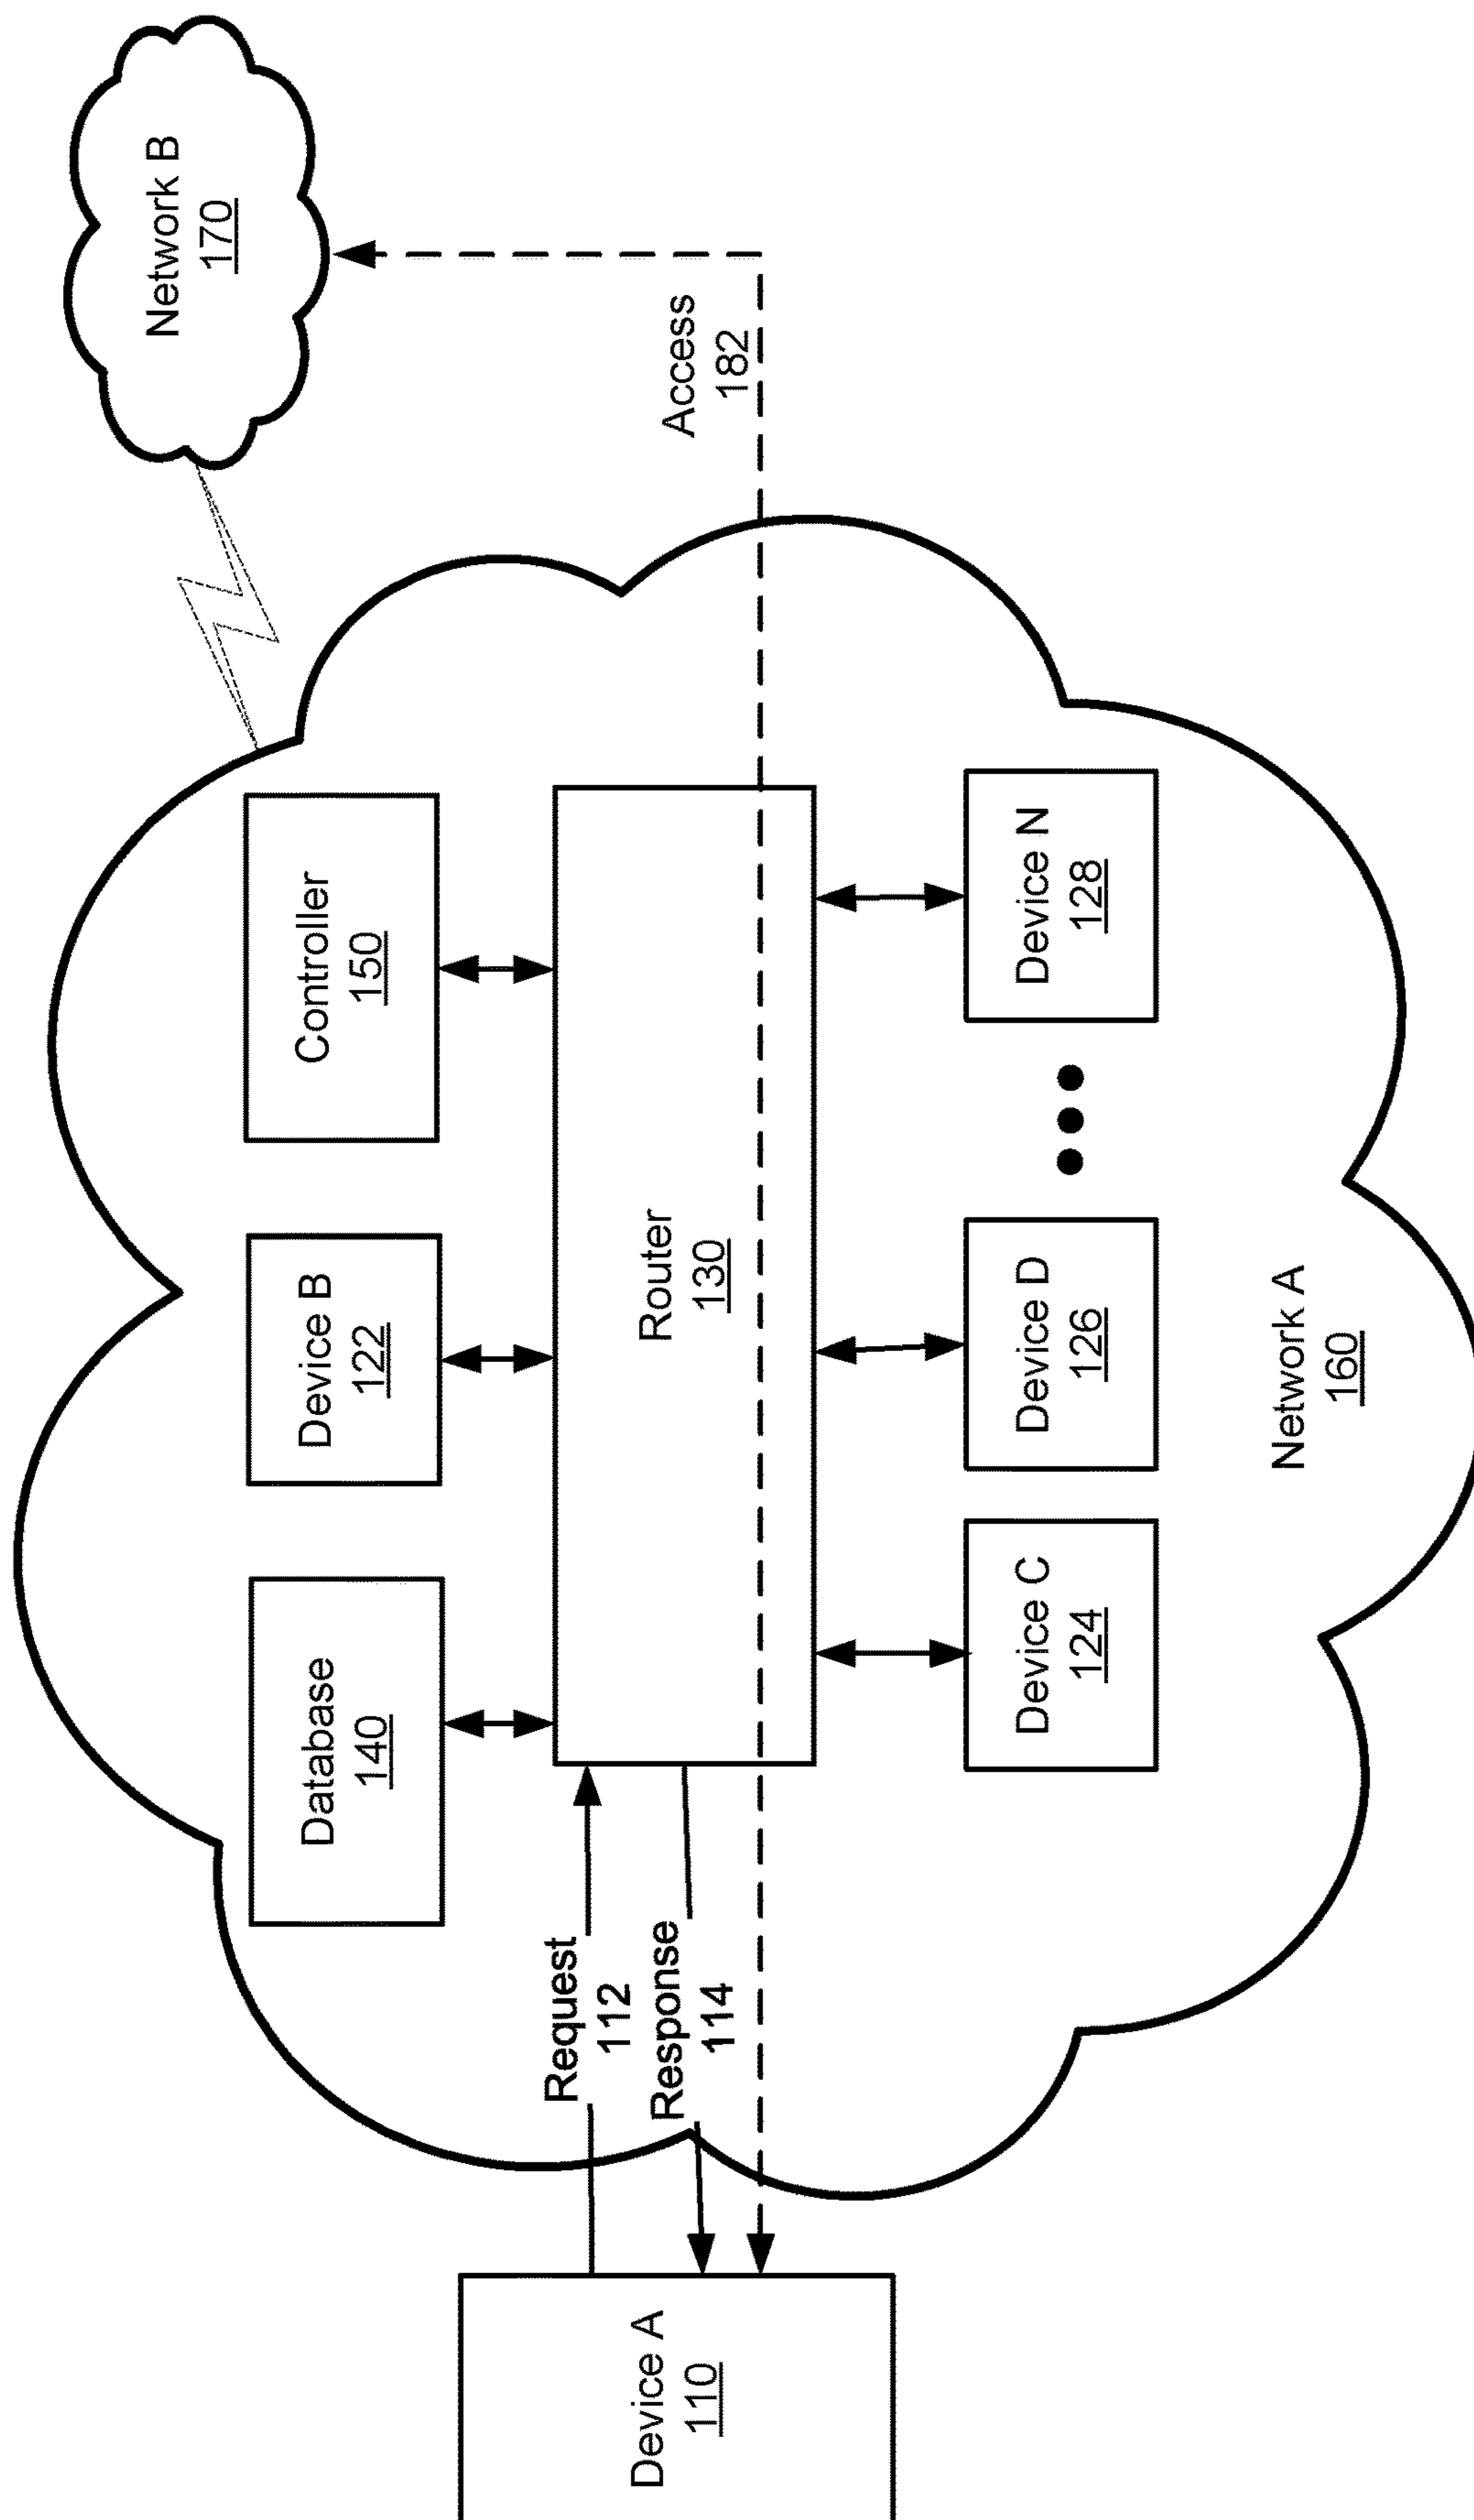 Network B
170
Access
182
Controller
150
Device B
122
Database
140
Router
130
Request
112
Response
114
Device A
110
Device C
124
Device D
126
Device N
128
Network A
160